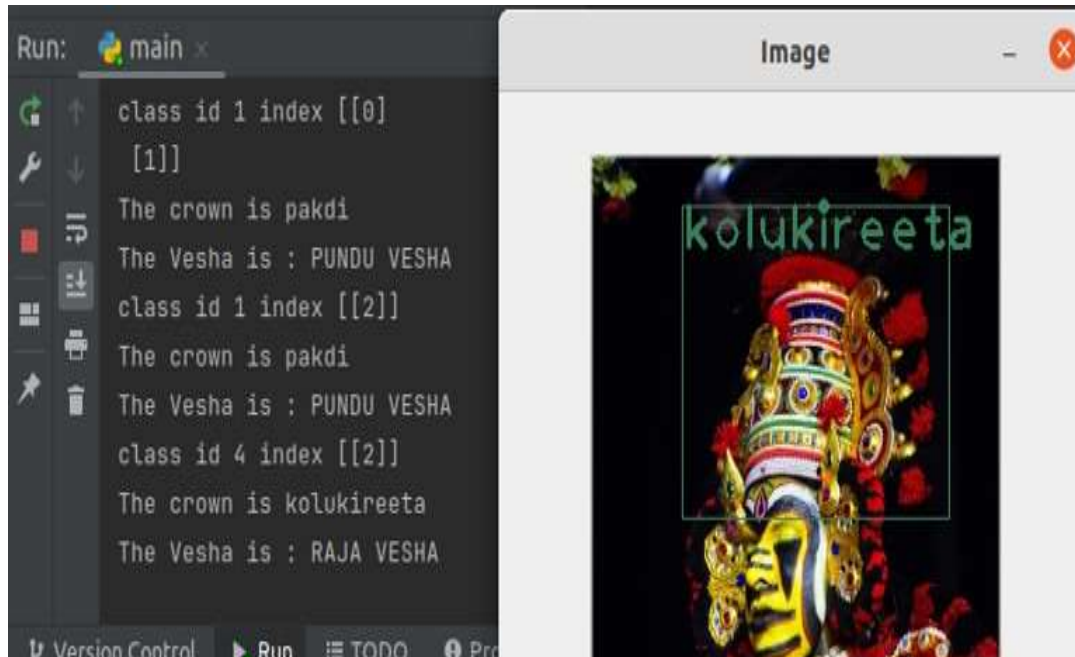 Run:
main
class id 1 index [[0]
[1]]
The crown is pakdi
The Vesha is : PUNDU VESHA
class id 1 index [[2]]
The crown is pakdi
The Vesha is : PUNDU VESHA
class id 4 index [[2]]
The crown is kolukireeta
The Vesha is : RAJA VESHA
Version Control
Run
TODO
Pro
Image
kolukireeta